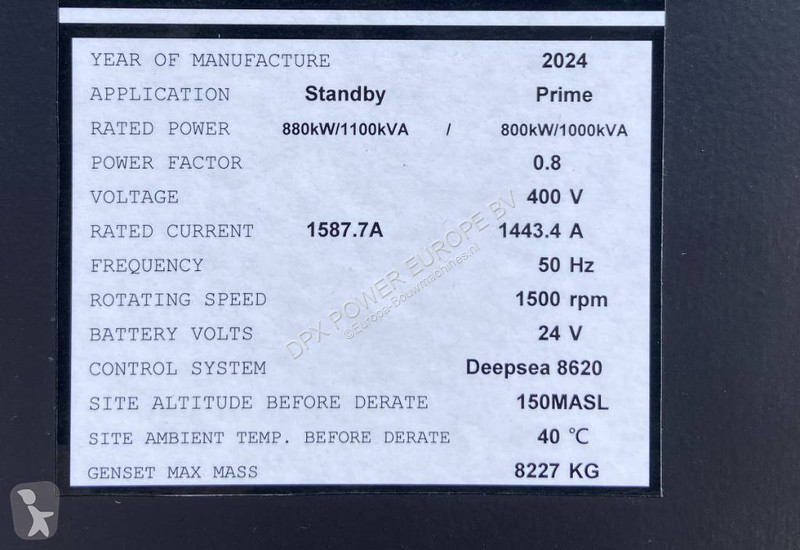 YEAR OF MANUFACTURE 2024
APPLICATION Standby Prime
RATED POWER 880kW/1100kVA / 800kW/1000kVA
POWER FACTOR 0.8
VOLTAGE 400 V
RATED CURRENT 1587.7A 1443.4 A
FREQUENCY 50 Hz
ROTATING SPEED 1500 rpm
BATTERY VOLTS 24 V
CONTROL SYSTEM Deepsea 8620
SITE ALTITUDE BEFORE DERATE 150MASL
SITE AMBIENT TEMP. BEFORE DERATE 40 ℃
GENSET MAX MASS 8227 KG
DPX POWER EUROPE BV
©Europa-Bouwmachines.nl